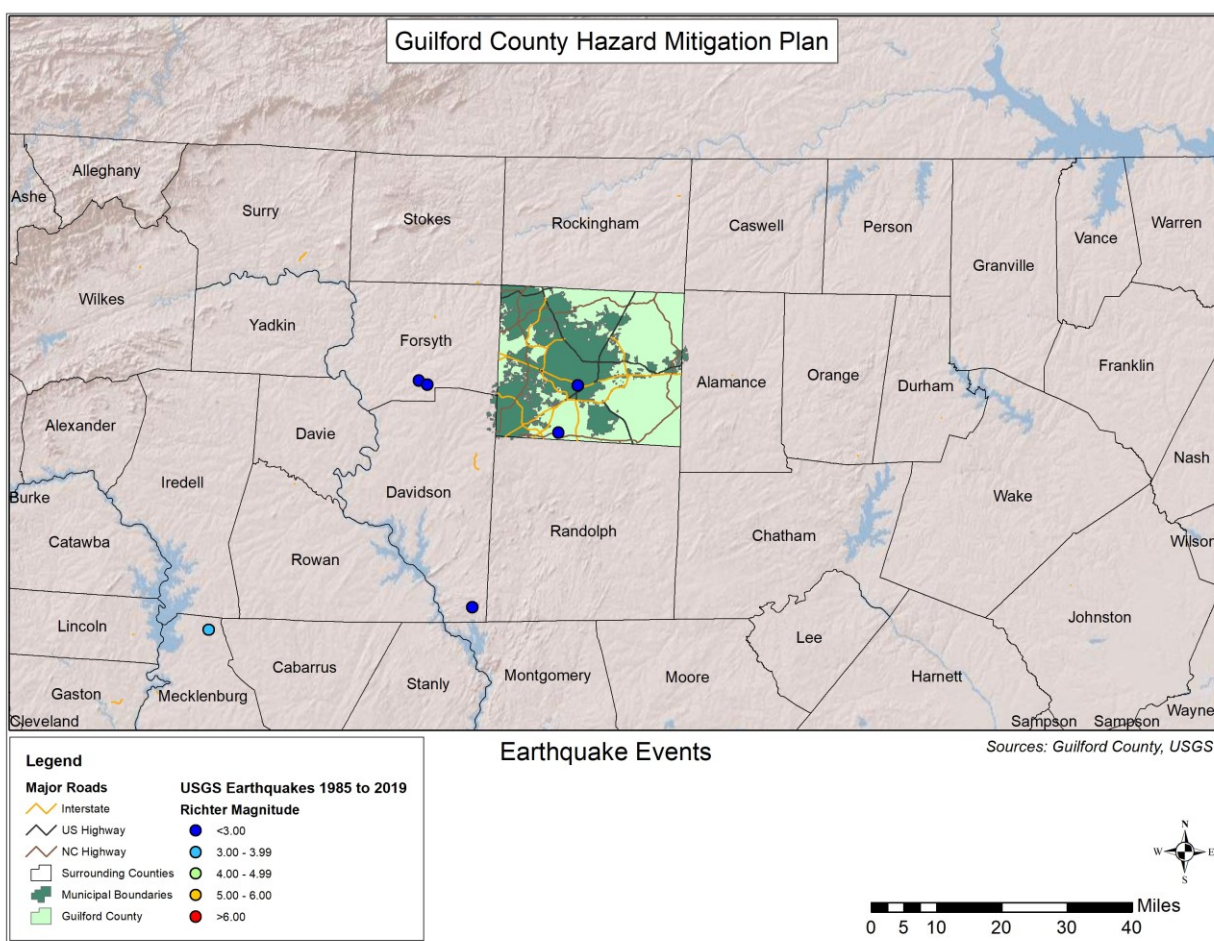 Guilford County Hazard Mitigation Plan
Alleghany
Ashe
Surry
Stokes
Rockingham
Caswell
Person
Granville
Vance
Warren
Wilkes
Yadkin
Forsyth
Alamance
Orange
Durham
Franklin
Alexander
Davie
Iredell
Burke
Catawba
Davidson
Rowan
Randolph
Chatham
Wake
Nash
Wilson
Lincoln
Cabarrus
Stanly
Montgomery
Moore
Lee
Harnett
Johnston
Gaston
Mecklenburg
Cleveland
Sampson
Sampson
Wayne
Earthquake Events
Sources: Guilford County, USGS
Legend
Major Roads
Interstate
US Highway
NC Highway
Surrounding Counties
Municipal Boundaries
Guilford County
USGS Earthquakes 1985 to 2019
Richter Magnitude
<3.00
3.00 - 3.99
4.00 - 4.99
5.00 - 6.00
>6.00
N
W E
S
Miles
0 5 10 20 30 40